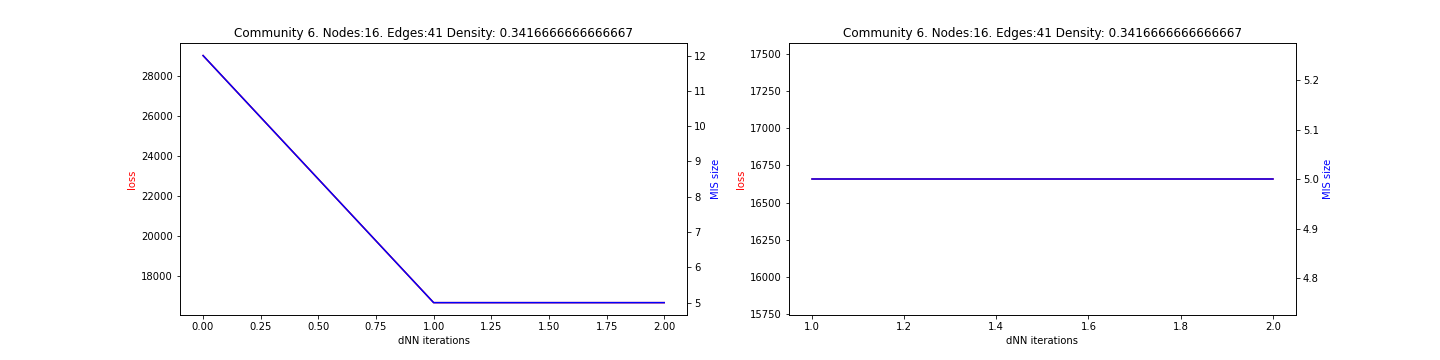 Community 6. Nodes:16. Edges:41 Density: 0.3416666666666667
28000
26000
24000
22000
20000
18000
loss
12
11
10
9
8
7
6
5
MIS size
0.00 0.25 0.50 0.75 1.00 1.25 1.50 1.75 2.00
dNN iterations
Community 6. Nodes:16. Edges:41 Density: 0.3416666666666667
17500
17250
17000
16750
16500
16250
16000
15750
loss
5.2
5.1
5.0
4.9
4.8
MIS size
1.0 1.2 1.4 1.6 1.8 2.0
dNN iterations